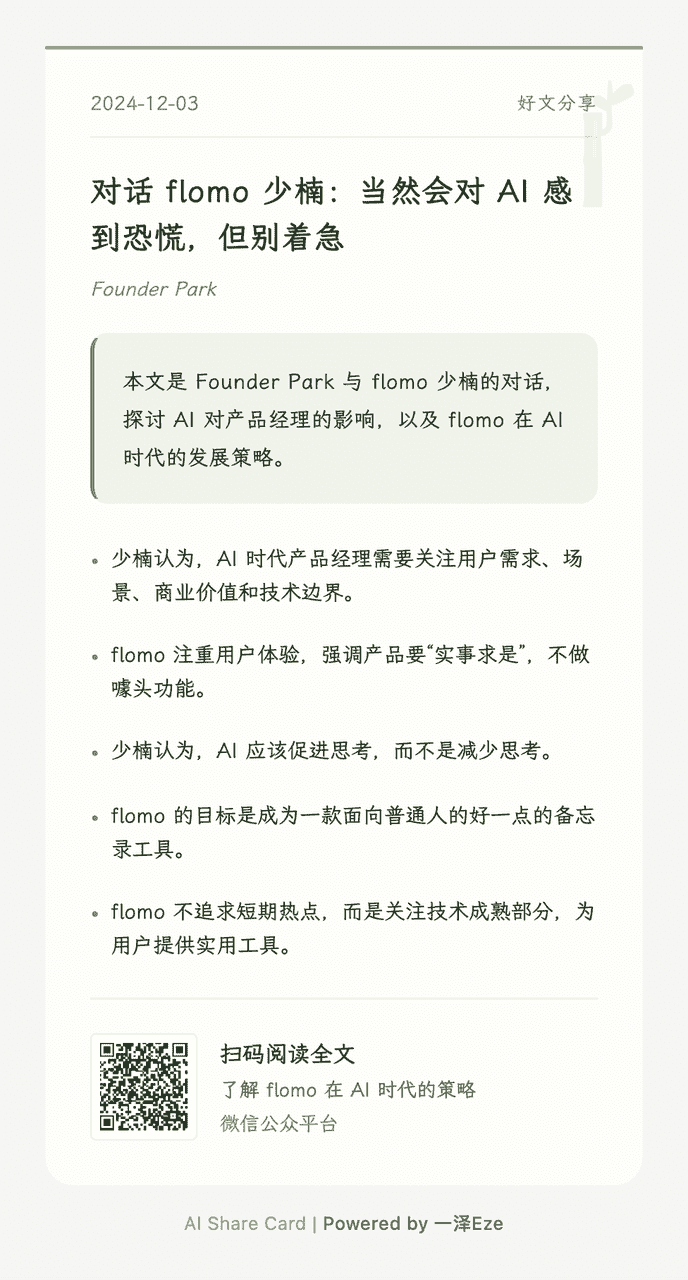 2024-12-03
好文分享
对话 flomo 少楠：当然会对 AI 感
到恐慌，但别着急
Founder Park
本文是 Founder Park 与 flomo 少楠的对话，
探讨 AI 对产品经理的影响，以及 flomo 在 AI
时代的发展策略。
少楠认为，AI 时代产品经理需要关注用户需求、场
景、商业价值和技术边界。
flomo 注重用户体验，强调产品要“实事求是”，不做
噱头功能。
少楠认为，AI 应该促进思考，而不是减少思考。
flomo 的目标是成为一款面向普通人的好一点的备忘
录工具。
flomo 不追求短期热点，而是关注技术成熟部分，为
用户提供实用工具。
扫码阅读全文
了解 flomo 在 AI 时代的策略
微信公众平台
AI Share Card | Powered by 一泽Eze